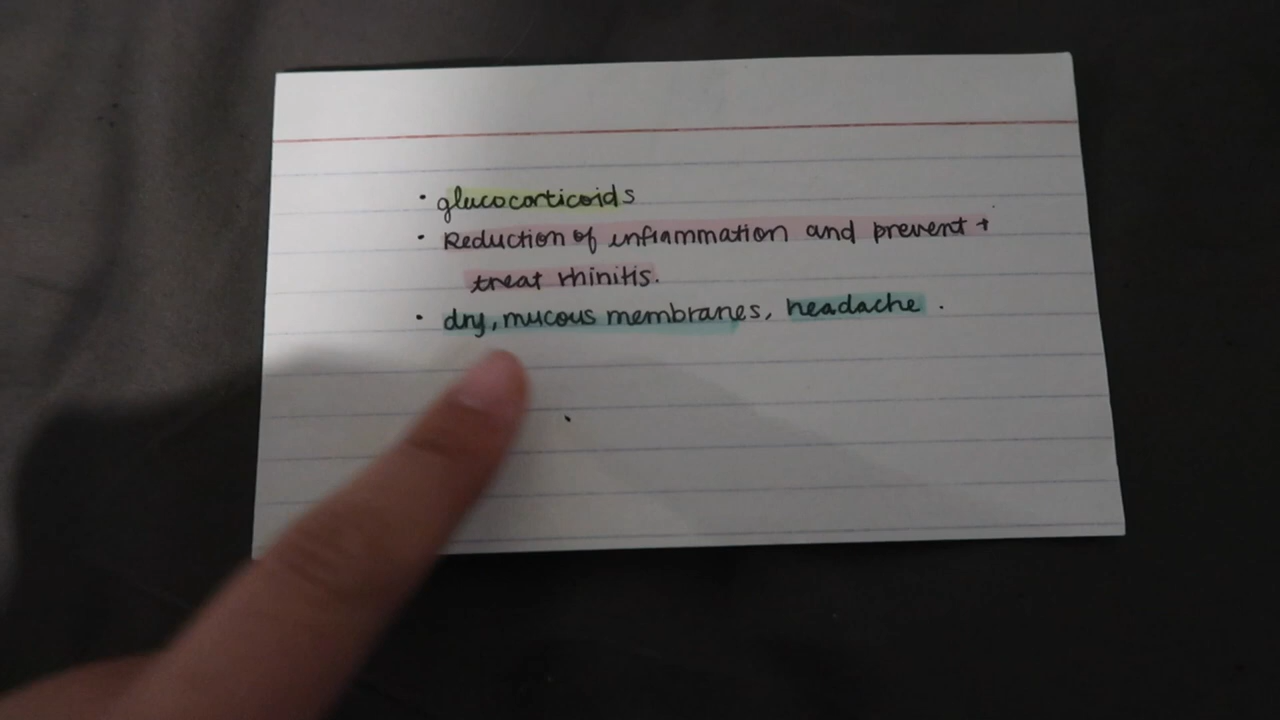 • glucocorticoids
• Reduction of inflammation and prevent +
treat rhinitis.
• dry, mucous membranes, headache.